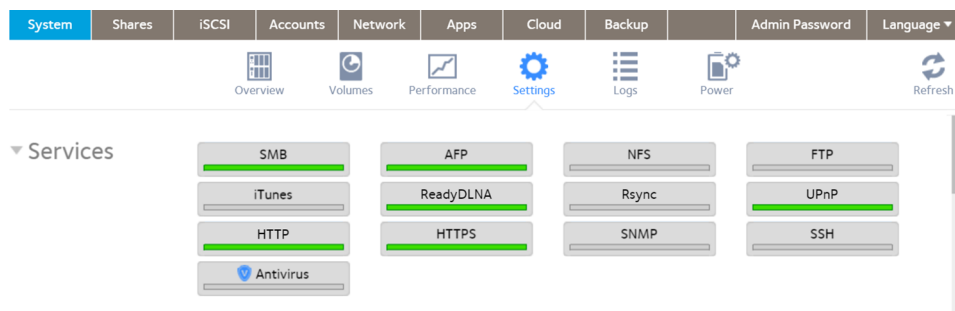 System Shares iSCSI Accounts Network Apps Cloud Backup Admin Password Language
Overview Volumes Performance Settings Logs Power Refresh
Services
SMB AFP NFS FTP
iTunes ReadyDLNA Rsync UPnP
HTTP HTTPS SNMP SSH
V Antivirus